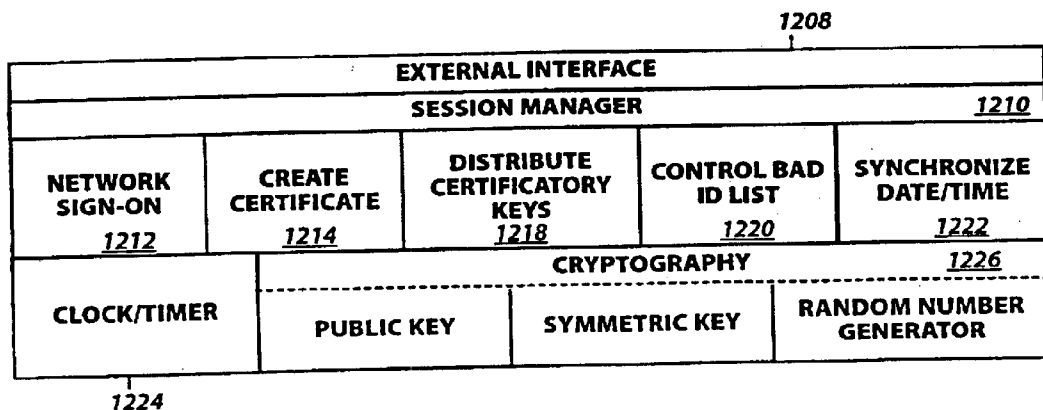 1208
EXTERNAL INTERFACE
SESSION MANAGER 1210
NETWORK
SIGN-ON
1212
CREATE
CERTIFICATE
1214
DISTRIBUTE
CERTIFICATORY
KEYS
1218
CONTROL BAD
ID LIST
1220
SYNCHRONIZE
DATE/TIME
1222
CLOCK/TIMER
CRYPTOGRAPHY 1226
PUBLIC KEY
SYMMETRIC KEY
RANDOM NUMBER
GENERATOR
1224